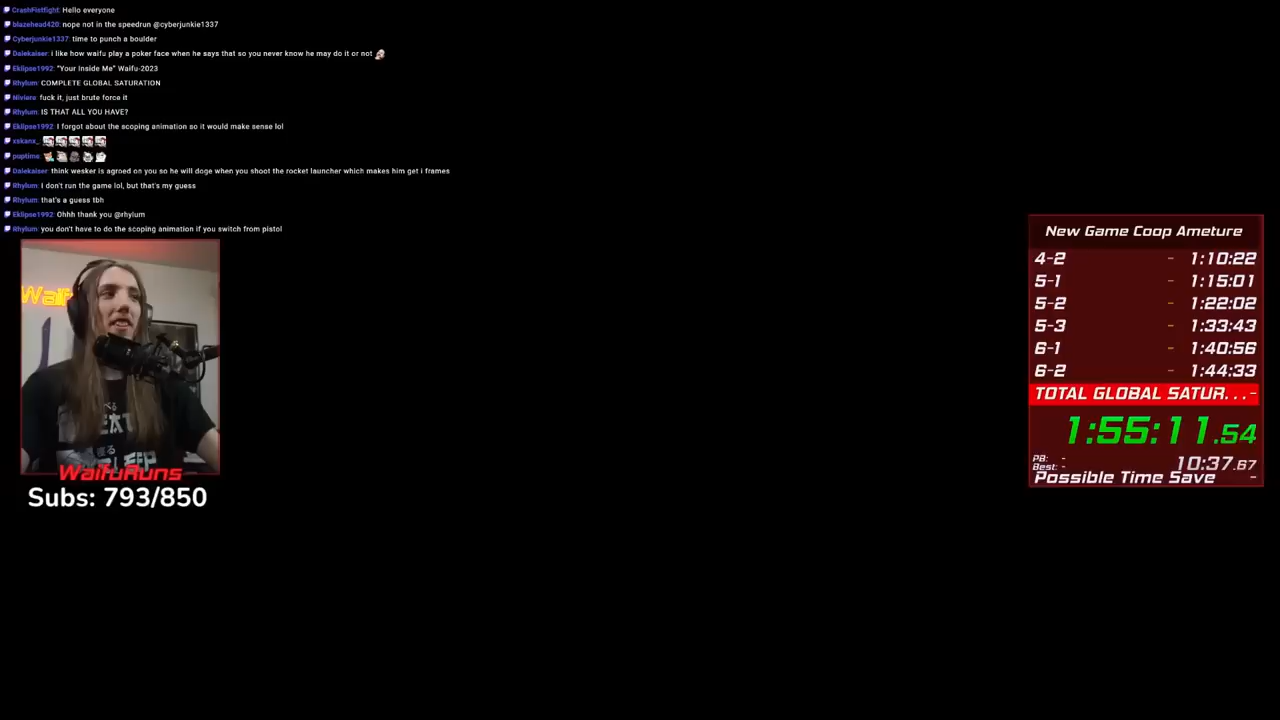 CrashFistfight: Hello everyone
blazehead420: nope not in the speedrun @cyberjunkie1337
Cyberjunkie1337: time to punch a boulder
Daiekaiser: i like how waifu play a poker face when he says that so you never know he may do it or not
Eklipse1992: "Your Inside Me" Waifu-2023
Rhylum: COMPLETE GLOBAL SATURATION
Niviara: fuck it, just brute force it
Rhylum: IS THAT ALL YOU HAVE?
Eklipse1992: I forgot about the scoping animation so it would make sense lol
xskanx_:
puptime:
Daiekaiser: think wesker is agroed on you so he will doge when you shoot the rocket launcher which makes him get i frames
Rhylum: I don't run the game lol, but that's my guess
Rhylum: that's a guess tbh
Eklipse1992: Ohhh thank you @rhylum
Rhylum: you don't have to do the scoping animation if you switch from pistol
WaifuRuns
Subs: 793/850
New Game Coop Ameture
4-2 - 1:10:22
5-1 - 1:15:01
5-2 - 1:22:02
5-3 - 1:33:43
6-1 - 1:40:56
6-2 - 1:44:33
TOTAL GLOBAL SATUR... -
1:55:11.54
PB: -
Best: - 10:37.67
Possible Time Save -